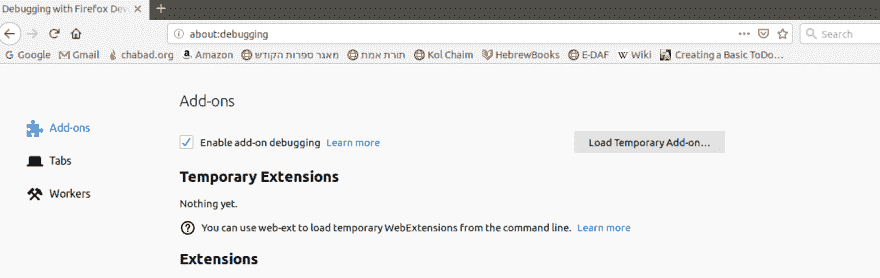 Debugging with Firefox Dev
about:debugging
Search
Google Gmail chabad.org Amazon מאגר ספרות הקודש תורת אמת Kol Chaim HebrewBooks E-DAF Wiki Creating a Basic ToDo…
Add-ons
Add-ons
Enable add-on debugging Learn more
Load Temporary Add-on…
Tabs
Temporary Extensions
Workers
Nothing yet.
You can use web-ext to load temporary WebExtensions from the command line. Learn more
Extensions